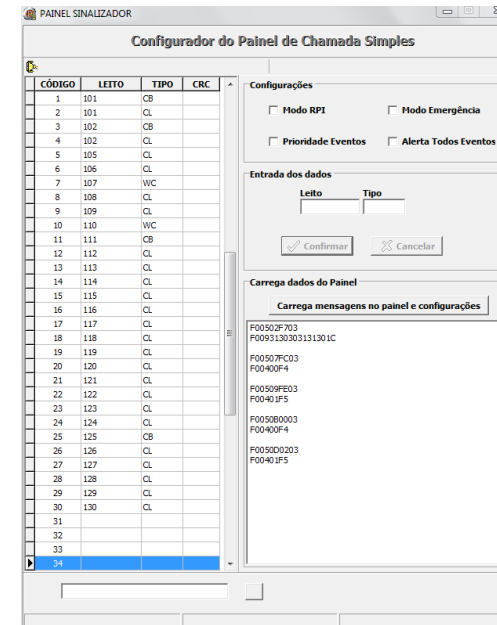 PAINEL SINALIZADOR
Configurador do Painel de Chamada Simples
CÓDIGO LEITO TIPO CRC
1 101 CB
2 101 CL
3 102 CB
4 102 CL
5 105 CL
6 106 CL
7 107 WC
8 108 CL
9 109 CL
10 110 WC
11 111 CB
12 112 CL
13 113 CL
14 114 CL
15 115 CL
16 116 CL
17 117 CL
18 118 CL
19 119 CL
20 120 CL
21 121 CL
22 122 CL
23 123 CL
24 124 CL
25 125 CB
26 126 CL
27 127 CL
28 128 CL
29 129 CL
30 130 CL
31
32
33
34
Configurações
Modo RPI Modo Emergência
Prioridade Eventos Alerta Todos Eventos
Entrada dos dados
Leito Tipo
Confirmar Cancelar
Carrega dados do Painel
Carrega mensagens no painel e configurações
F00502F703
F0093130303131301C
F00507FC03
F00400F4
F00509FE03
F00401F5
F0050B0003
F00400F4
F0050D0203
F00401F5